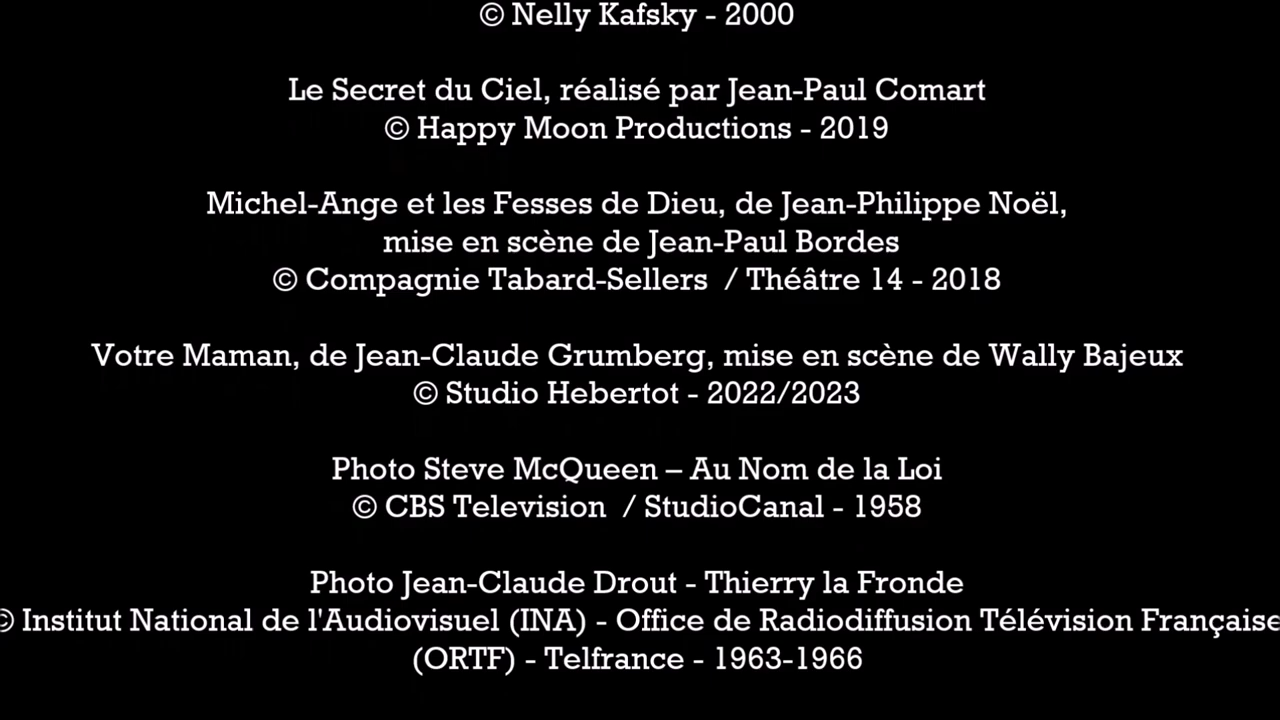 © Nelly Kafsky - 2000
Le Secret du Ciel, réalisé par Jean-Paul Comart
© Happy Moon Productions - 2019
Michel-Ange et les Fesses de Dieu, de Jean-Philippe Noël,
mise en scène de Jean-Paul Bordes
© Compagnie Tabard-Sellers / Théâtre 14 - 2018
Votre Maman, de Jean-Claude Grumberg, mise en scène de Wally Bajeux
© Studio Hebertot - 2022/2023
Photo Steve McQueen – Au Nom de la Loi
© CBS Television / StudioCanal - 1958
Photo Jean-Claude Drout - Thierry la Fronde
© Institut National de l'Audiovisuel (INA) - Office de Radiodiffusion Télévision Française
(ORTF) - Telfrance - 1963-1966